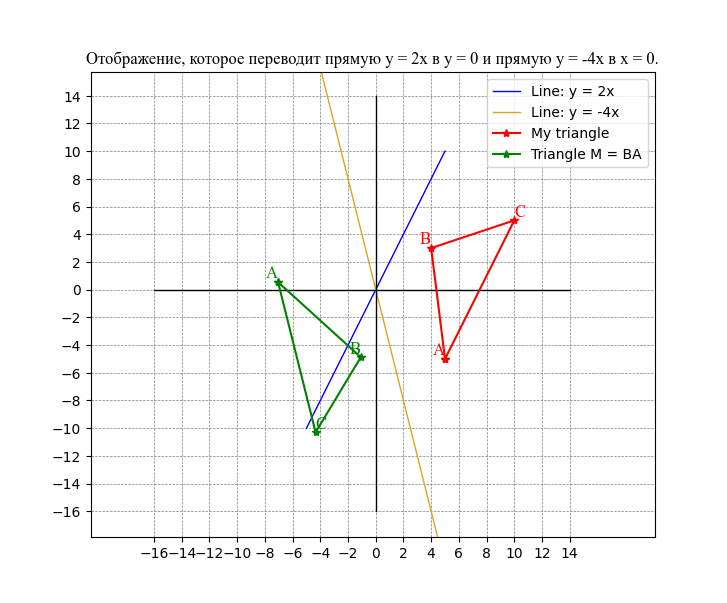 Отображение, которое переводит прямую y = 2x в y = 0 и прямую y = -4x в x = 0.
Line: y = 2x
Line: y = -4x
My triangle
Triangle M = BA
14
12
10
8
6
4
2
0
−2
−4
−6
−8
−10
−12
−14
−16
C
B
A
A
B
C
−16 −14 −12 −10 −8 −6 −4 −2 0 2 4 6 8 10 12 14